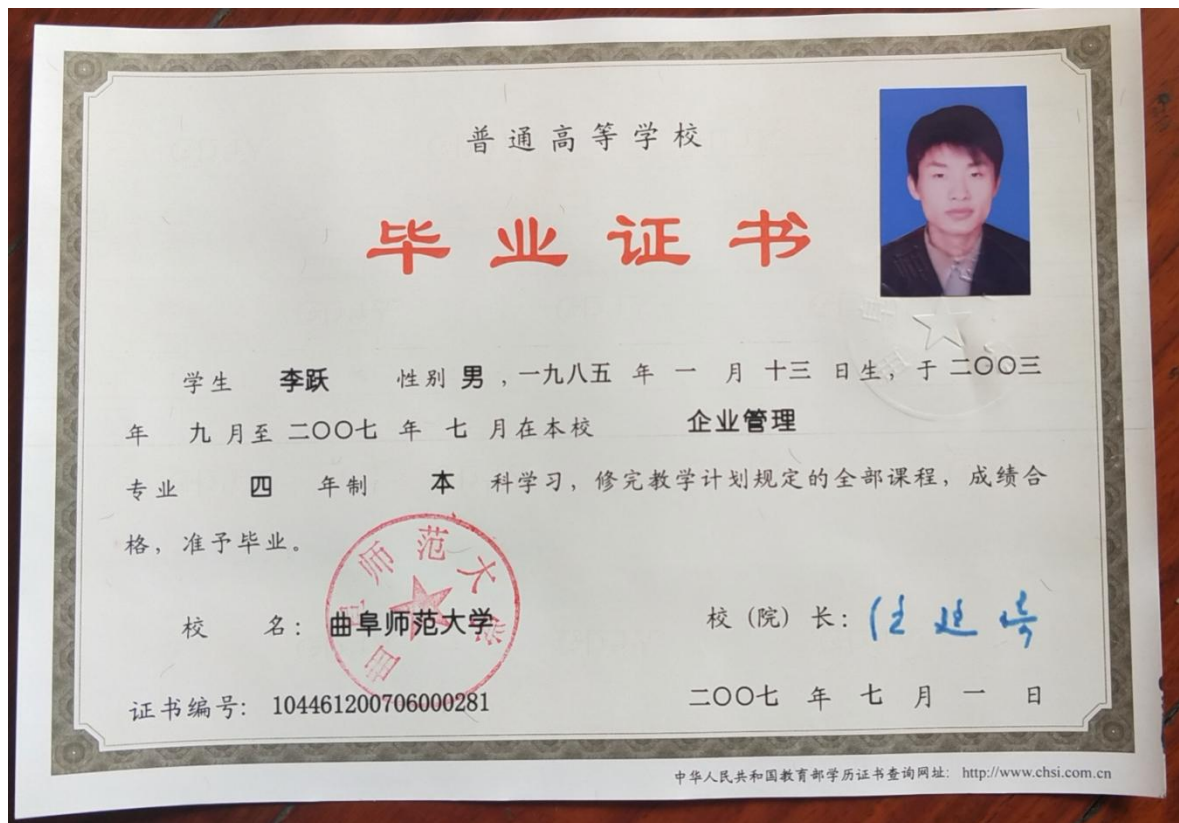 普通高等学校
毕业证书
学生 李跃 性别 男，一九八五 年 一 月 十三 日生，于 二〇〇三
年 九 月至 二〇〇七 年 七 月在本校 企业管理
专业 四 年制 本 科学习，修完教学计划规定的全部课程，成绩合
格，准予毕业。
校 名：曲阜师范大学
校（院）长：
证书编号：104461200706000281
二〇〇七 年 七 月 一 日
中华人民共和国教育部学历证书查询网址：http://www.chsi.com.cn